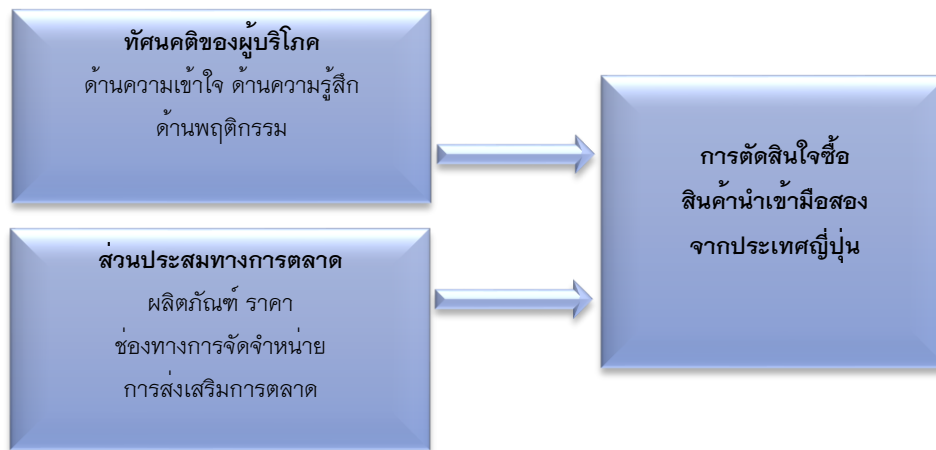 ทัศนคติของผู้บริโภค
ด้านความเข้าใจ ด้านความรู้สึก
ด้านพฤติกรรม
ส่วนประสมทางการตลาด
ผลิตภัณฑ์ ราคา
ช่องทางการจัดจำหน่าย
การส่งเสริมการตลาด
การตัดสินใจซื้อ
สินค้านำเข้ามือสอง
จากประเทศญี่ปุ่น